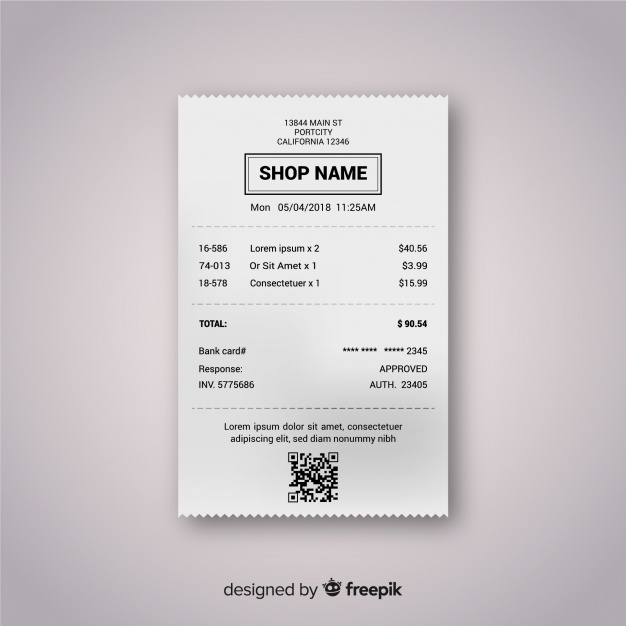 13844 MAIN ST
PORTCITY
CALIFORNIA 12346
SHOP NAME
Mon 05/04/2018 11:25AM
16-586 Lorem ipsum x 2 $40.56
74-013 Or Sit Amet x 1 $3.99
18-578 Consectetuer x 1 $15.99
TOTAL: $ 90.54
Bank card# **** **** ***** 2345
Response: APPROVED
INV. 5775686 AUTH. 23405
Lorem ipsum dolor sit amet, consectetuer
adipiscing elit, sed diam nonummy nibh
designed by freepik